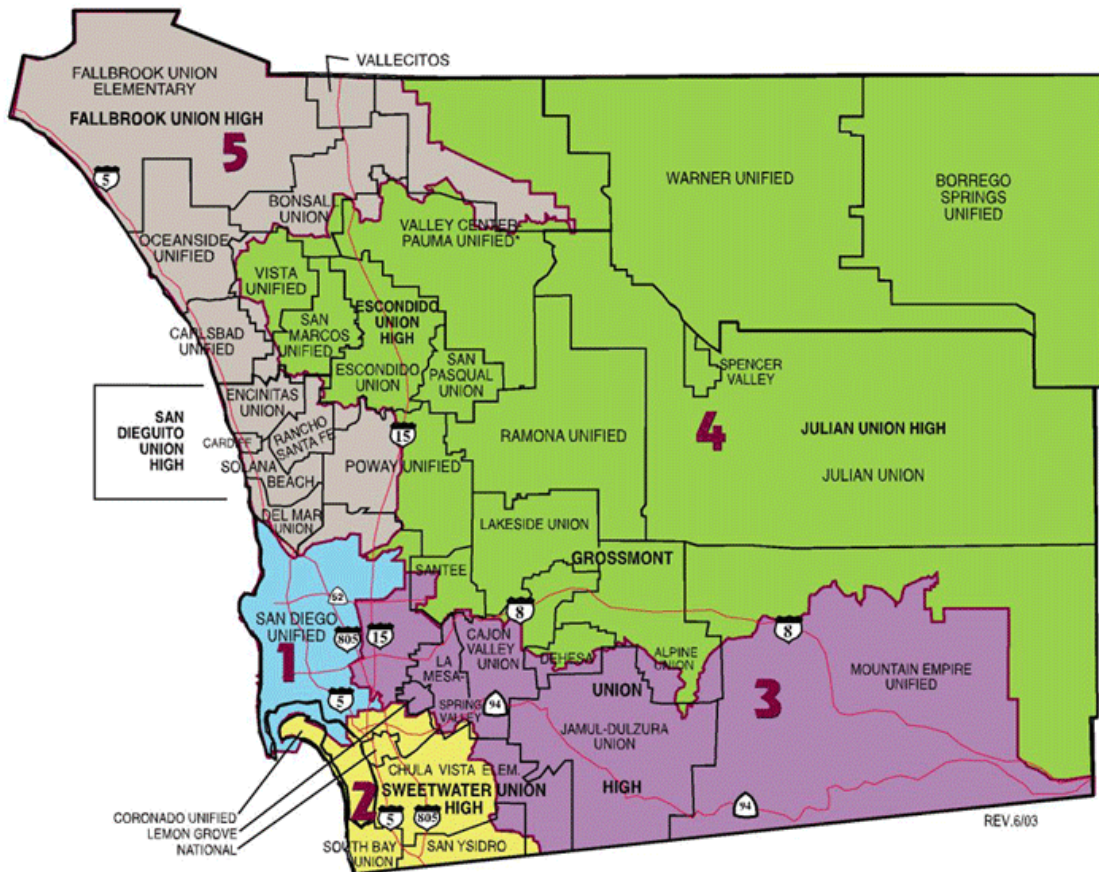 VALLECITOS
FALLBROOK UNION
ELEMENTARY
FALLBROOK UNION HIGH
5
5
WARNER UNIFIED
BORREGO
SPRINGS
UNIFIED
BONSALL
UNION
VALLEY CENTER-
PAUMA UNIFIED*
OCEANSIDE
UNIFIED
VISTA
UNIFIED
ESCONDIDO
UNION
HIGH
SAN
MARCOS
UNIFIED
CARLSBAD
UNIFIED
ESCONDIDO
UNION
SAN
PASQUAL
UNION
SPENCER
VALLEY
ENCINITAS
UNION
SAN
DIEGUITO
UNION
HIGH
CARDIFF
RANCHO
SANTA FE
SOLANA
BEACH
15
POWAY UNIFIED
RAMONA UNIFIED
4
JULIAN UNION HIGH
JULIAN UNION
DEL MAR
UNION
LAKESIDE UNION
GROSSMONT
SANTEE
52
8
SAN DIEGO
UNIFIED
805
15
1
8
CAJON
VALLEY
UNION
LA
MESA-
SPRING
VALLEY
DEHESA
ALPINE
UNION
UNION
MOUNTAIN EMPIRE
UNIFIED
3
5
94
JAMUL-DULZURA
UNION
CHULA VISTA ELEM.
SWEETWATER UNION
HIGH
HIGH
2
94
5
805
CORONADO UNIFIED
LEMON GROVE
NATIONAL
SOUTH BAY
UNION
SAN YSIDRO
REV.6/03